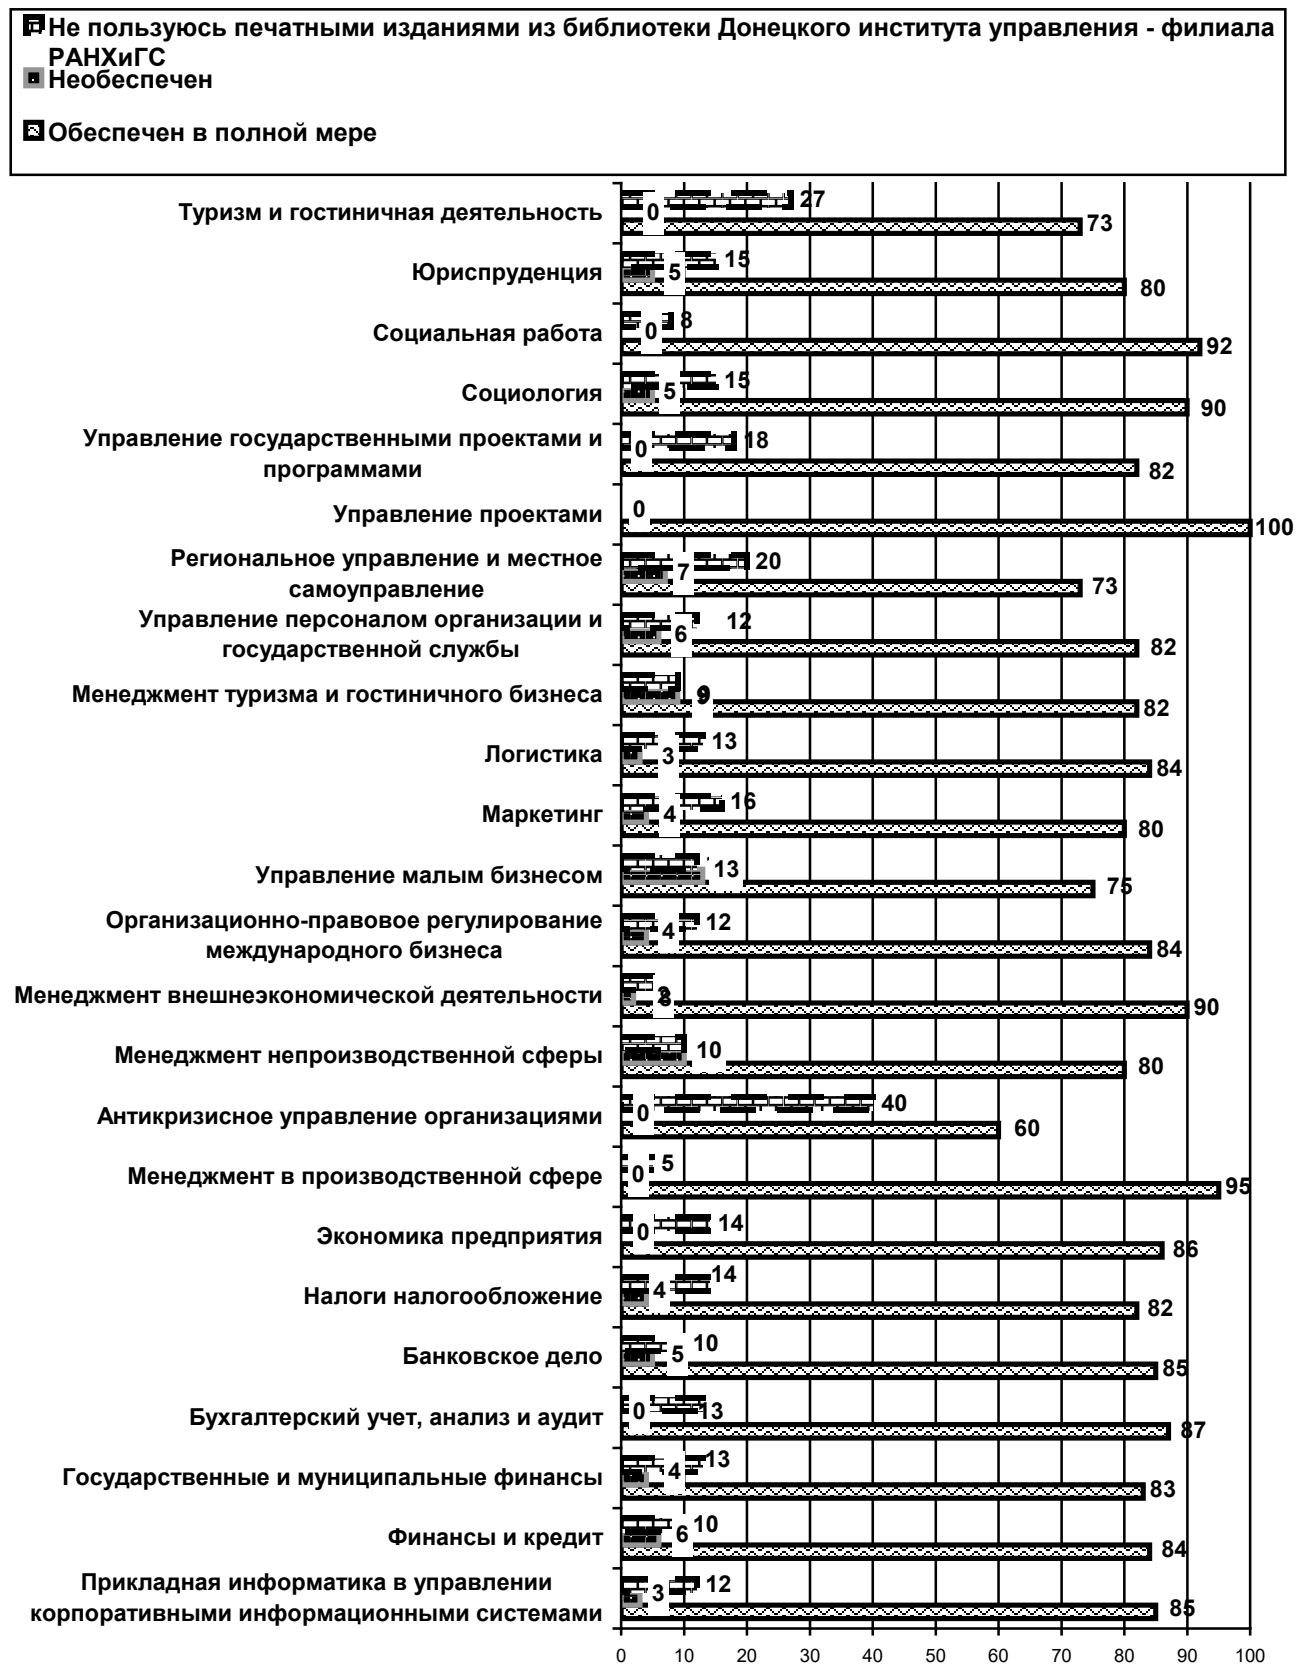 Не пользуюсь печатными изданиями из библиотеки Донецкого института управления - филиала
РАНХиГС
Необеспечен
Обеспечен в полной мере
Туризм и гостиничная деятельность
27
0
73
Юриспруденция
15
5
80
Социальная работа
8
0
92
Социология
15
5
90
Управление государственными проектами и
программами
18
0
82
Управление проектами
0
100
Региональное управление и местное
самоуправление
20
7
73
Управление персоналом организации и
государственной службы
12
6
82
Менеджмент туризма и гостиничного бизнеса
9
82
Логистика
13
3
84
Маркетинг
16
4
80
Управление малым бизнесом
13
75
Организационно-правовое регулирование
международного бизнеса
12
4
84
Менеджмент внешнеэкономической деятельности
90
Менеджмент непроизводственной сферы
10
80
Антикризисное управление организациями
40
0
60
Менеджмент в производственной сфере
5
0
95
Экономика предприятия
14
0
86
Налоги налогообложение
14
4
82
Банковское дело
10
5
85
Бухгалтерский учет, анализ и аудит
0
13
87
Государственные и муниципальные финансы
13
4
83
Финансы и кредит
10
6
84
Прикладная информатика в управлении
корпоративными информационными системами
12
3
85
0 10 20 30 40 50 60 70 80 90 100